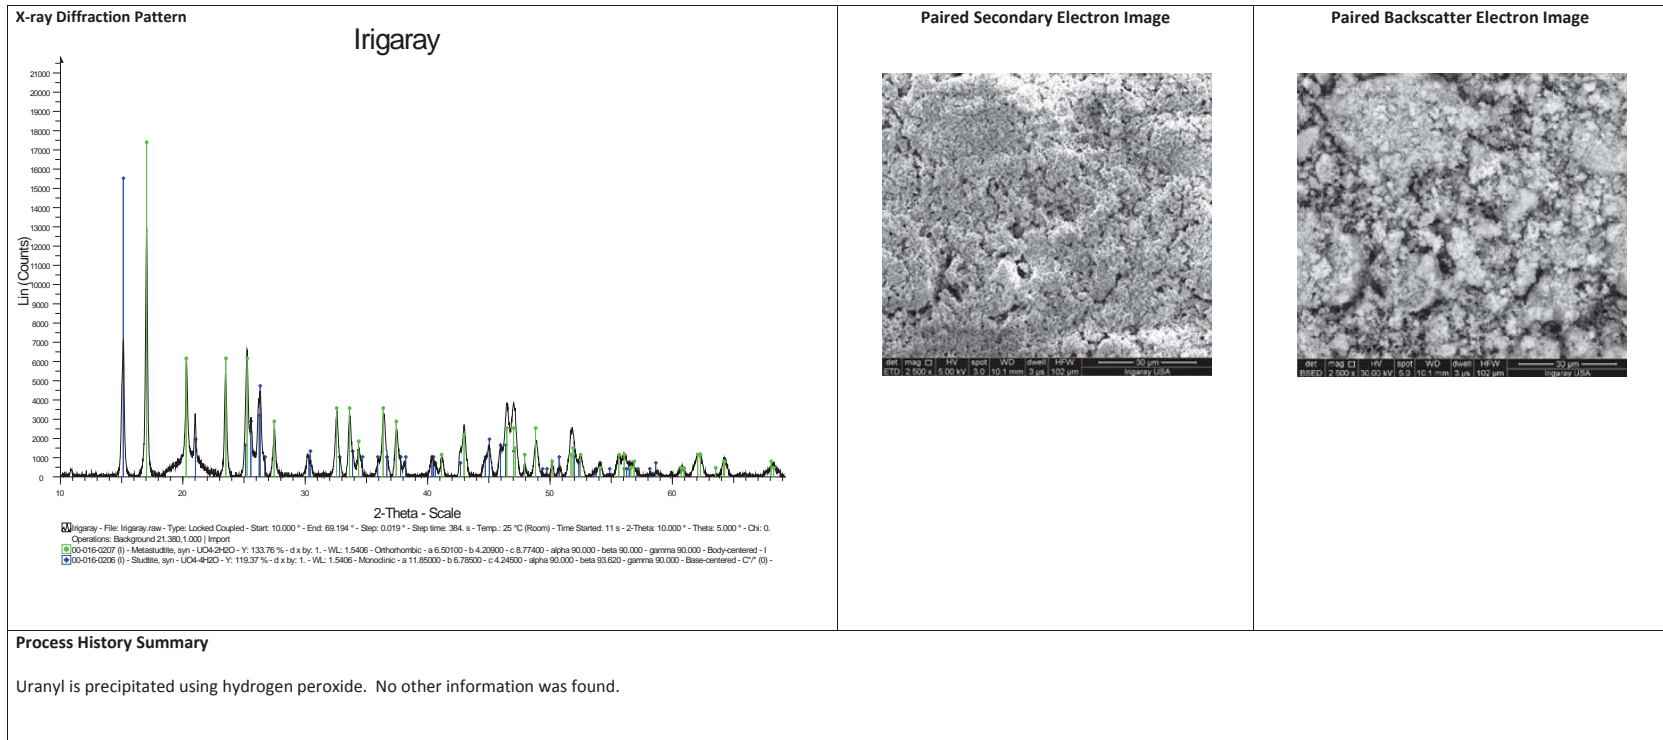 X-ray Diffraction Pattern
Irigaray
Lin (Counts)
21000
20000
19000
18000
17000
16000
15000
14000
13000
12000
11000
10000
9000
8000
7000
6000
5000
4000
3000
2000
1000
0
10 20 30 40 50 60
2-Theta - Scale
Irigaray - File: Irigaray.raw - Type: Locked Coupled - Start: 10.000 ° - End: 69.194 ° - Step: 0.019 ° - Step time: 384. s - Temp.: 25 °C (Room) - Time Started: 11 s - 2-Theta: 10.000 ° - Theta: 5.000 ° - Chi: 0.
Operations: Background 21.380,1.000 | Import
00-016-0207 (I) - Metastudtite, syn - UO4·2H2O - Y: 133.76 % - d x by: 1. - WL: 1.5406 - Orthorhombic - a 6.50100 - b 4.20900 - c 8.77400 - alpha 90.000 - beta 90.000 - gamma 90.000 - Body-centered - I
00-016-0206 (I) - Studtite, syn - UO4·4H2O - Y: 119.37 % - d x by: 1. - WL: 1.5406 - Monoclinic - a 11.85000 - b 6.78500 - c 4.24500 - alpha 90.000 - beta 93.620 - gamma 90.000 - Base-centered - C*/* (0) -
Paired Secondary Electron Image
det mag □ HV spot WD dwell HFW 30 µm
ETD 2 500 x 5.00 kV 3.0 10.1 mm 3 µs 102 µm Irigaray USA
Paired Backscatter Electron Image
det mag □ HV spot WD dwell HFW 30 µm
BSED 2 500 x 30.00 kV 5.0 10.1 mm 3 µs 102 µm Irigaray USA
Process History Summary
Uranyl is precipitated using hydrogen peroxide. No other information was found.